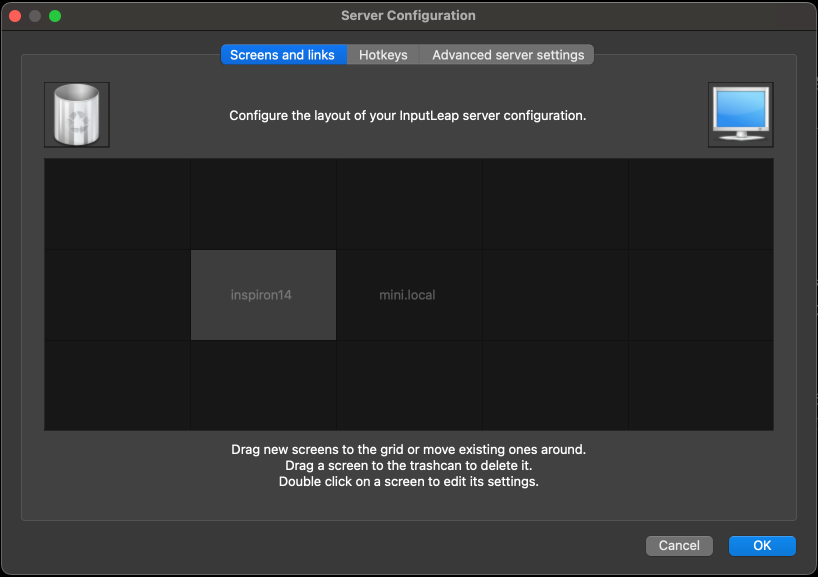 Server Configuration
Screens and links Hotkeys Advanced server settings
Configure the layout of your InputLeap server configuration.
inspiron14 mini.local
Drag new screens to the grid or move existing ones around.
Drag a screen to the trashcan to delete it.
Double click on a screen to edit its settings.
Cancel OK